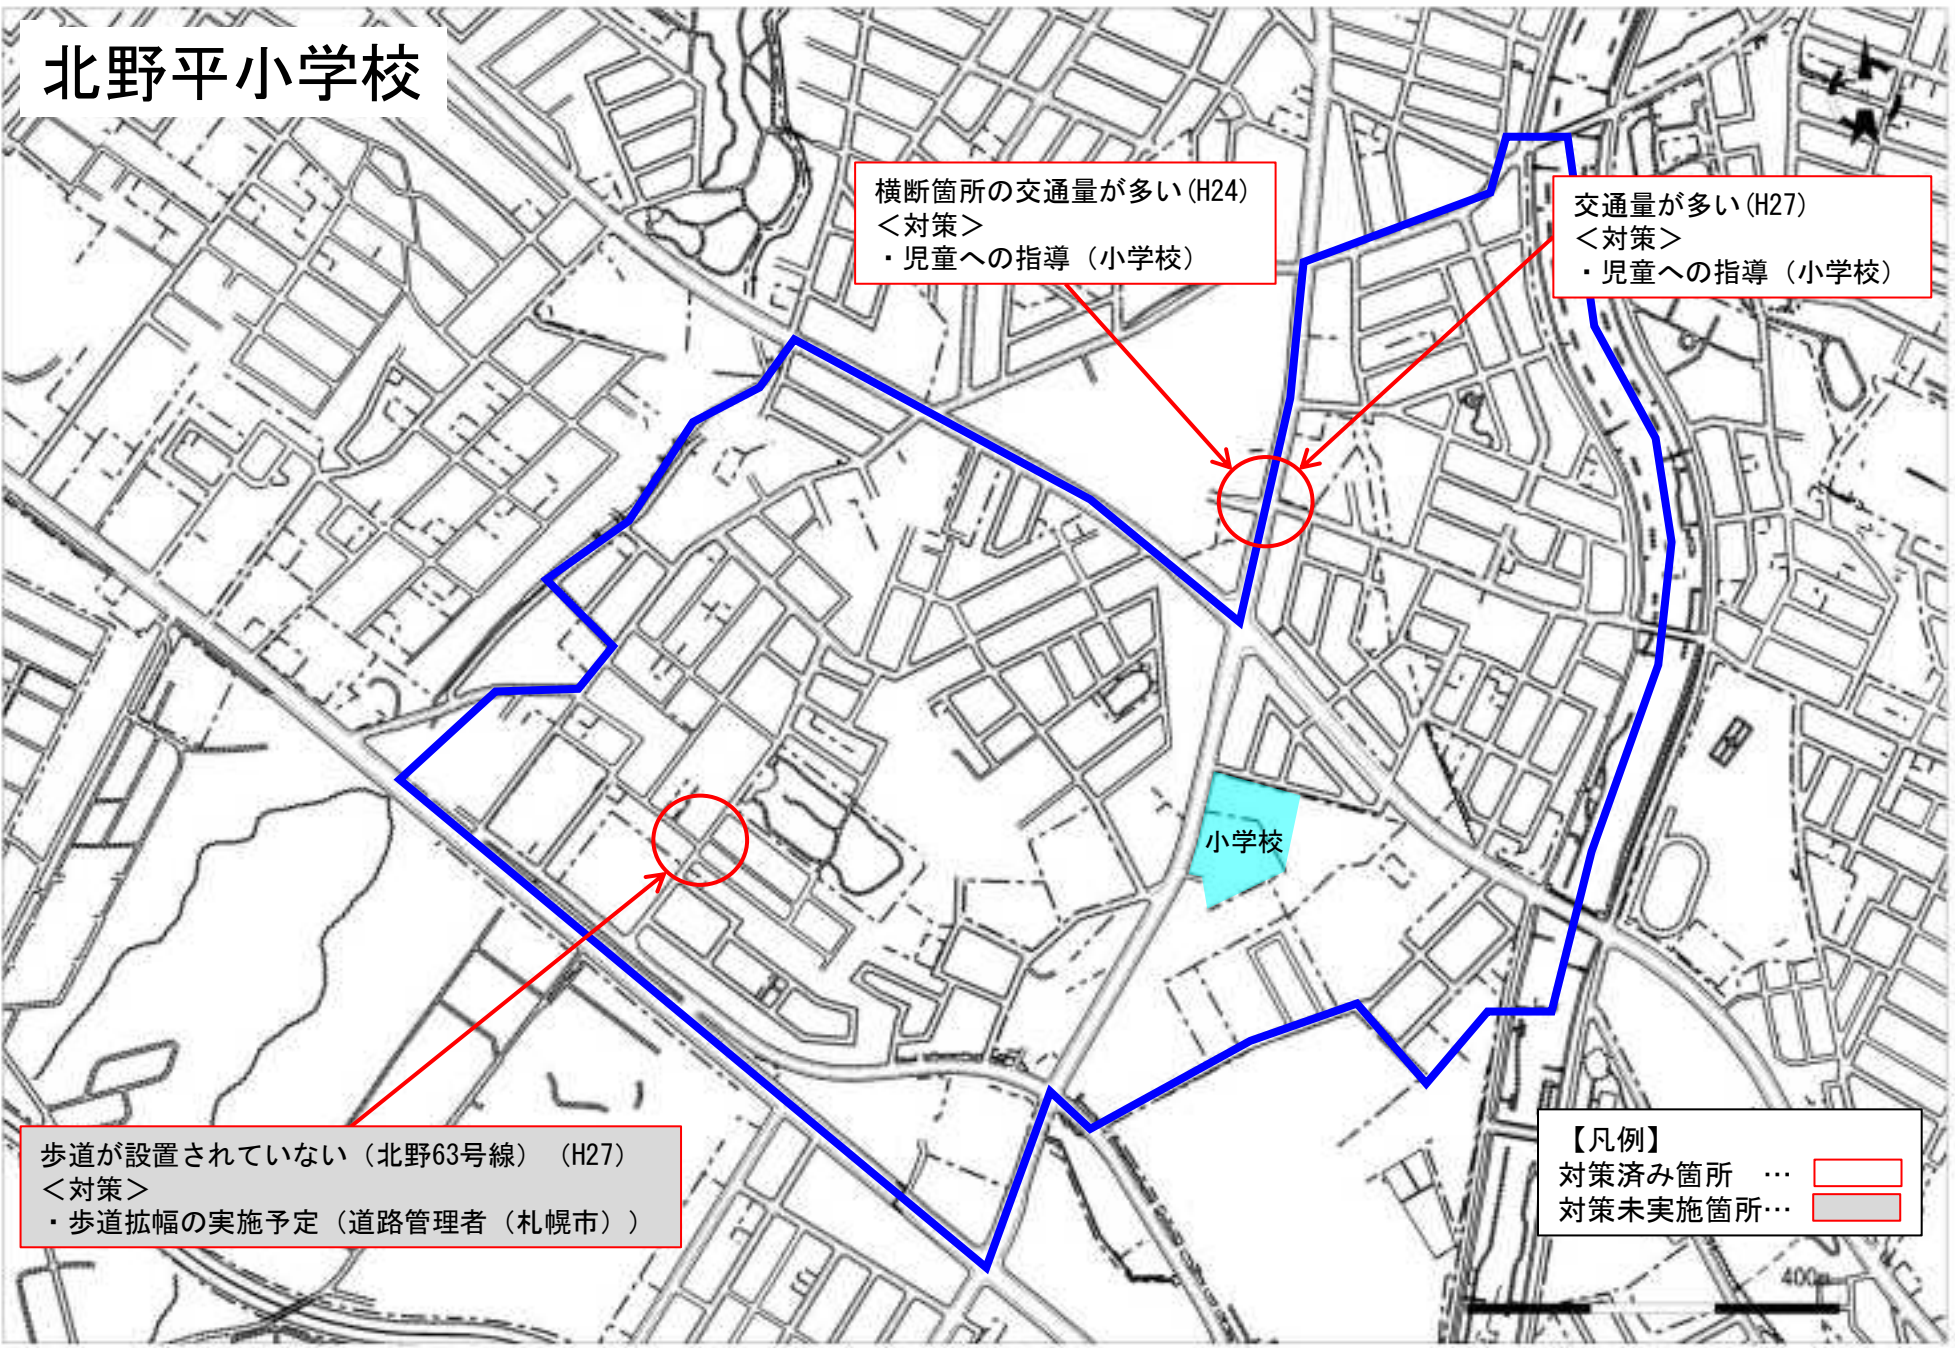 北野平小学校
横断箇所の交通量が多い(H24)
＜対策＞
・児童への指導（小学校）
交通量が多い(H27)
＜対策＞
・児童への指導（小学校）
小学校
歩道が設置されていない（北野63号線）（H27）
＜対策＞
・歩道拡幅の実施予定（道路管理者（札幌市））
【凡例】
対策済み箇所　…
対策未実施箇所…
400m